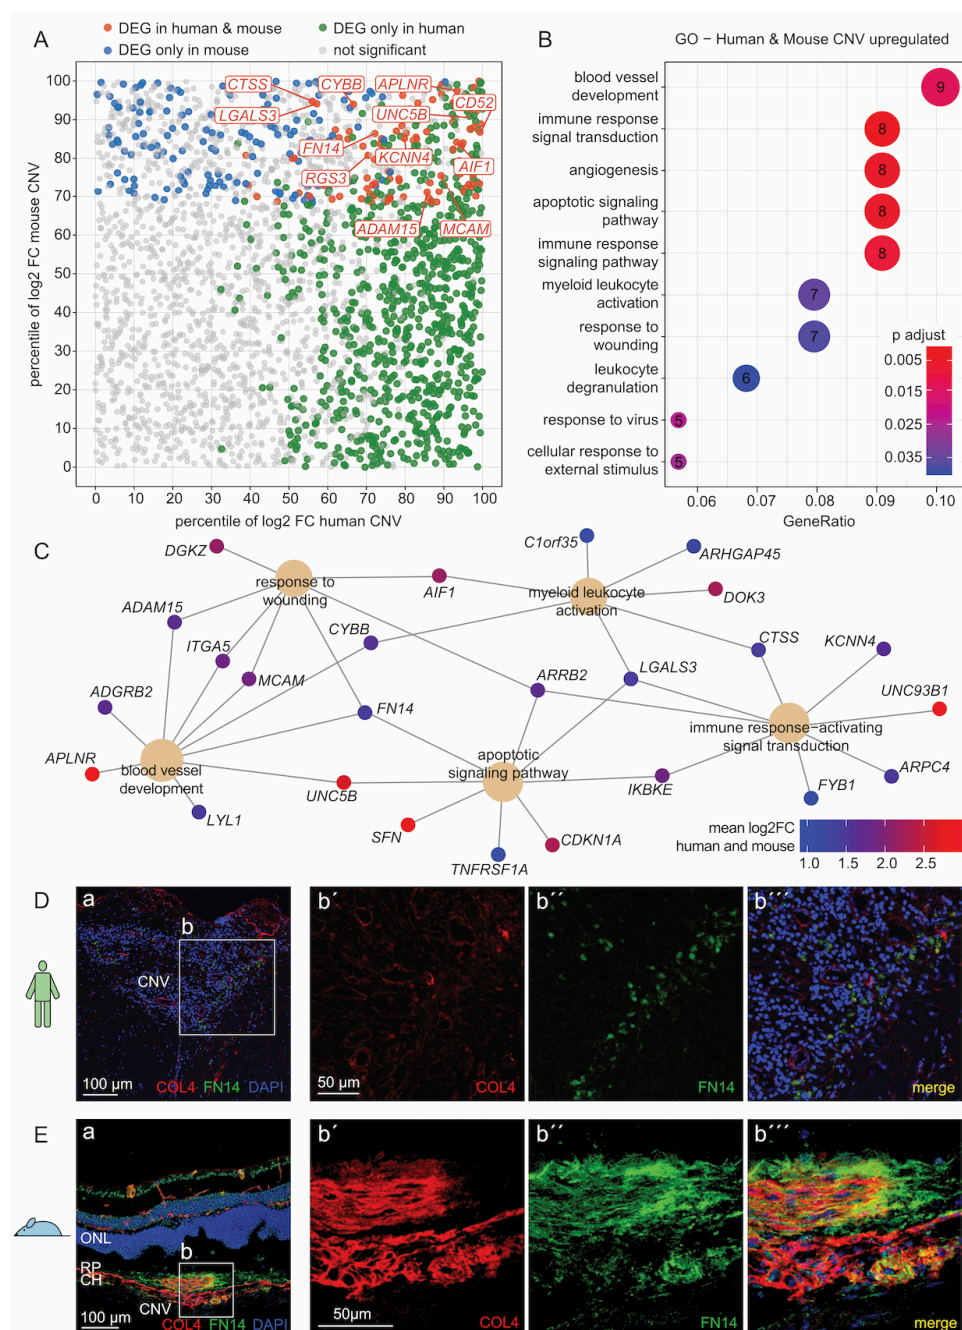 A
DEG in human & mouse
DEG only in human
DEG only in mouse
not significant
percentile of log2 FC mouse CNV
100
90
80
70
60
50
40
30
20
10
0
CTSS
CYBB
APLNR
CD52
LGALS3
UNC5B
FN14
KCNN4
AIF1
RGS3
ADAM15
MCAM
0 10 20 30 40 50 60 70 80 90 100
percentile of log2 FC human CNV
B
GO − Human & Mouse CNV upregulated
blood vessel
development
9
immune response
signal transduction
8
angiogenesis
8
apoptotic signaling
pathway
8
immune response
signaling pathway
8
myeloid leukocyte
activation
7
response to
wounding
7
leukocyte
degranulation
6
response to virus
5
cellular response to
external stimulus
5
p adjust
0.005
0.015
0.025
0.035
0.06 0.07 0.08 0.09 0.10
GeneRatio
C
DGKZ
C1orf35
ARHGAP45
response to
wounding
AIF1
myeloid leukocyte
activation
DOK3
ADAM15
CYBB
CTSS
KCNN4
ITGA5
MCAM
ARRB2
LGALS3
ADGRB2
FN14
UNC93B1
immune response−activating
signal transduction
APLNR
blood vessel
development
apoptotic
signaling pathway
UNC5B
IKBKE
ARPC4
FYB1
LYL1
SFN
CDKN1A
TNFRSF1A
mean log2FC
human and mouse
1.0 1.5 2.0 2.5
D
a
b
CNV
100 µm
COL4 FN14 DAPI
b´
50 µm
COL4
b´´
FN14
b´´´
merge
E
a
ONL
RP
CH
b
CNV
100 µm
COL4 FN14 DAPI
b´
50µm
COL4
b´´
FN14
b´´´
merge